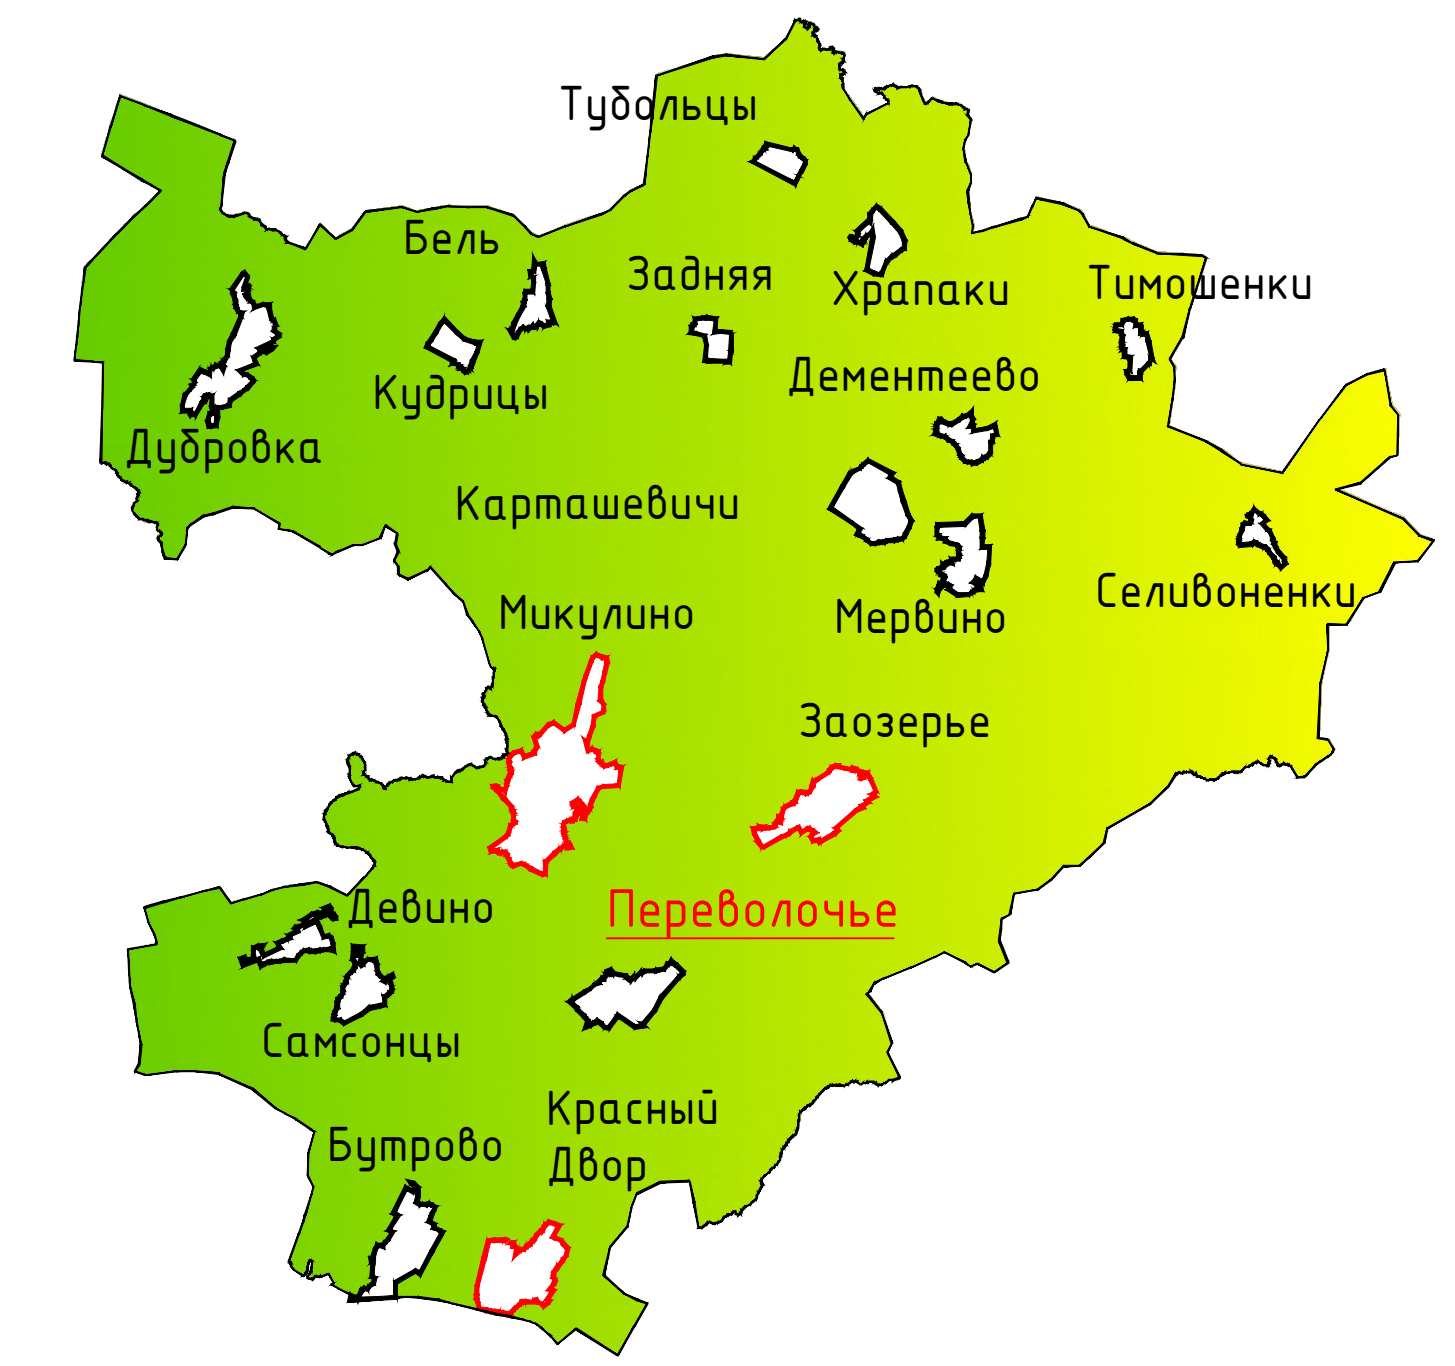 Тубольцы
Бель
Задняя
Храпаки
Тимошенки
Кудрицы
Дементеево
Дубровка
Карташевичи
Микулино
Мервино
Селивоненки
Заозерье
Девино
Переволочье
Самсонцы
Красный
Двор
Бутрово